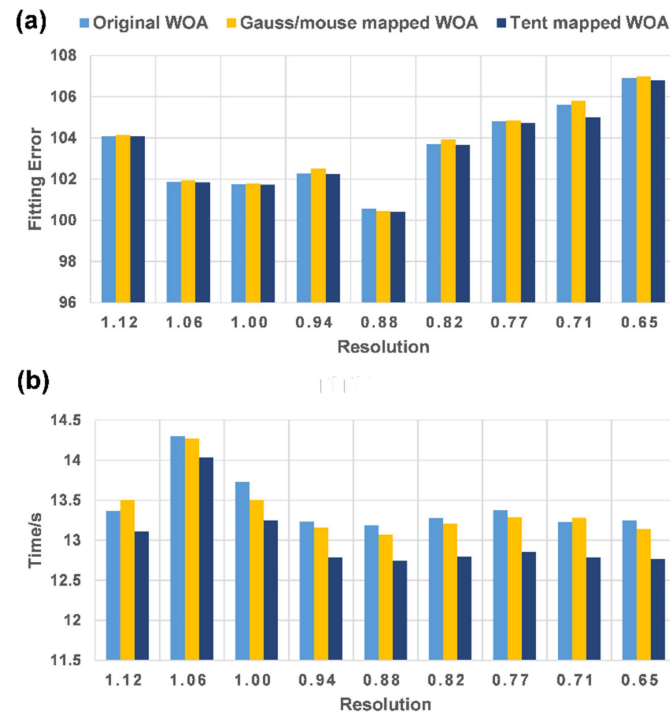 (a)
Original WOA Gauss/mouse mapped WOA Tent mapped WOA
108
106
104
102
100
98
96
Fitting Error
1.12 1.06 1.00 0.94 0.88 0.82 0.77 0.71 0.65
Resolution
(b)
14.5
14
13.5
13
12.5
12
11.5
Time/s
1.12 1.06 1.00 0.94 0.88 0.82 0.77 0.71 0.65
Resolution